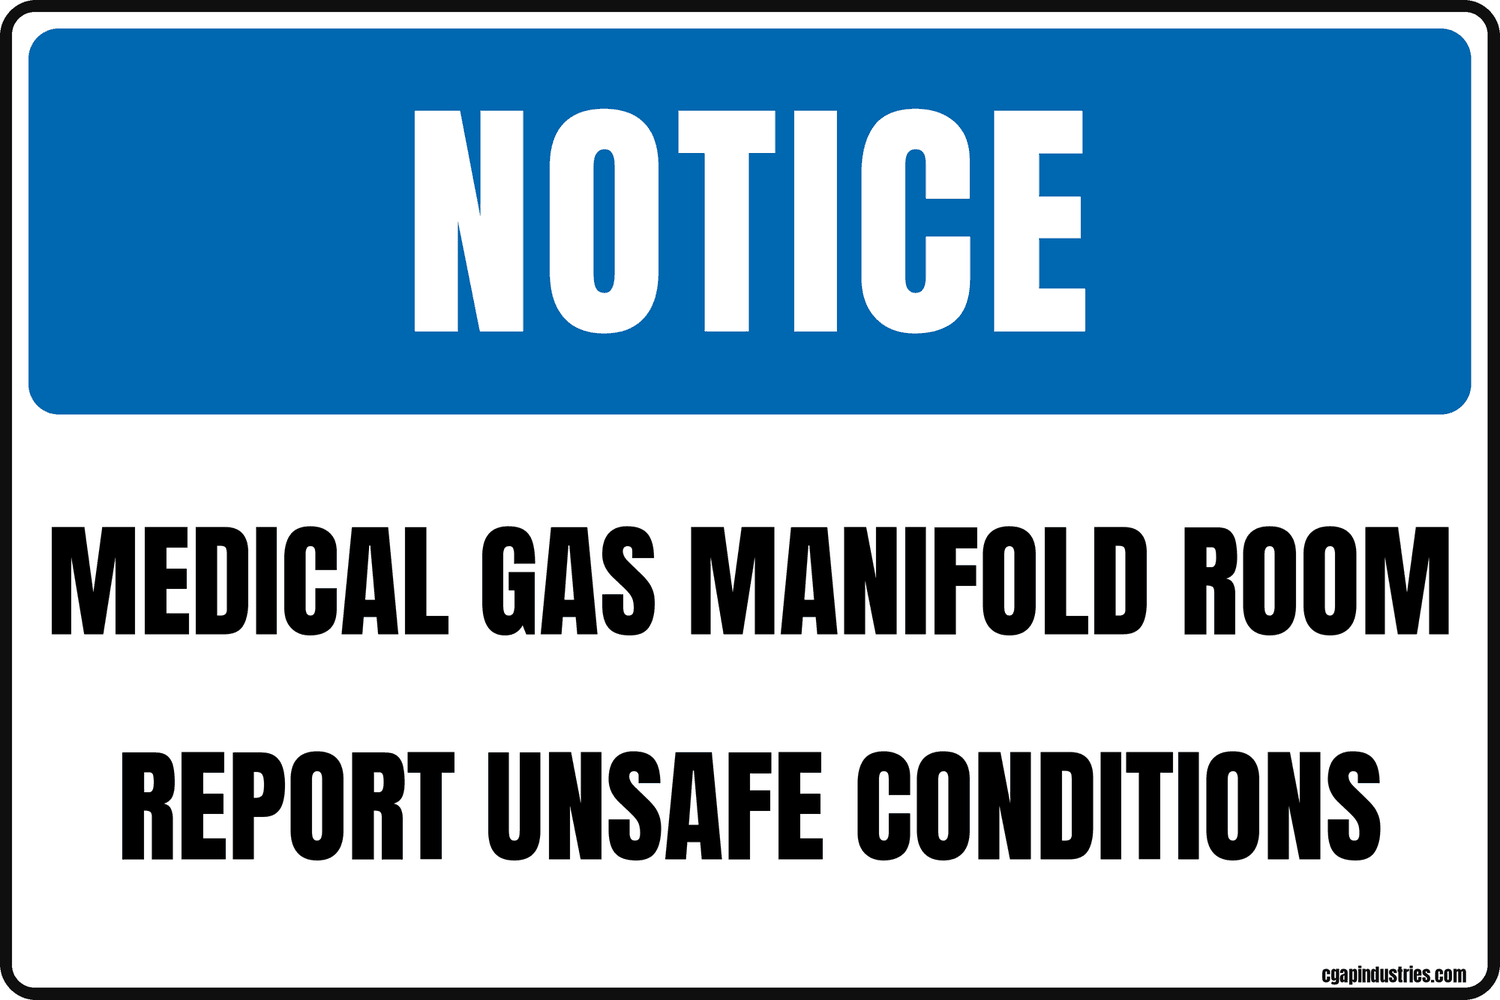 NOTICE
MEDICAL GAS MANIFOLD ROOM
REPORT UNSAFE CONDITIONS
cgapindustries.com